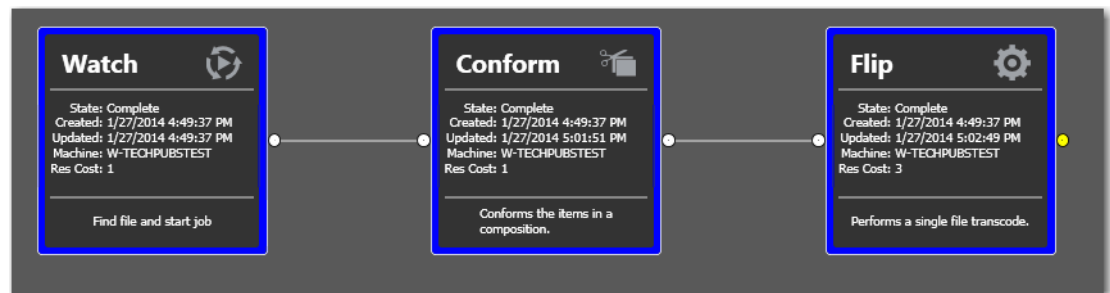 Watch
State: Complete
Created: 1/27/2014 4:49:37 PM
Updated: 1/27/2014 4:49:37 PM
Machine: W-TECHPUBSTEST
Res Cost: 1
Find file and start job
Conform
State: Complete
Created: 1/27/2014 4:49:37 PM
Updated: 1/27/2014 5:01:51 PM
Machine: W-TECHPUBSTEST
Res Cost: 1
Conforms the items in a
composition.
Flip
State: Complete
Created: 1/27/2014 4:49:37 PM
Updated: 1/27/2014 5:02:49 PM
Machine: W-TECHPUBSTEST
Res Cost: 3
Performs a single file transcode.